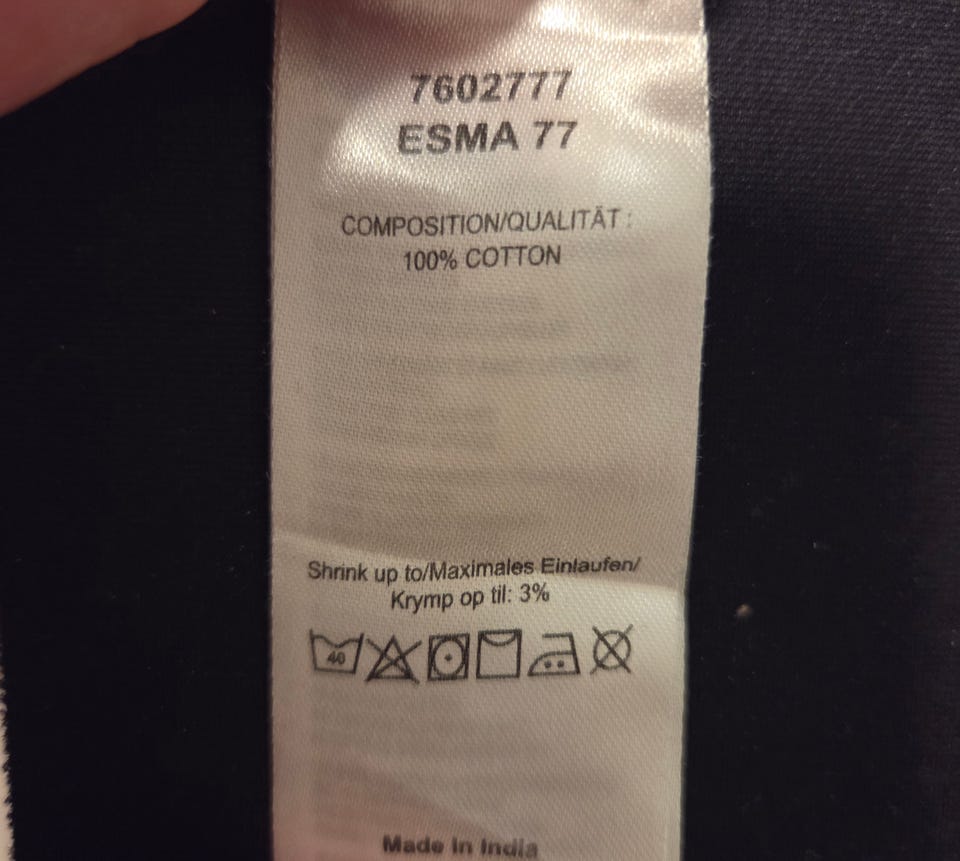 7602777
ESMA 77
COMPOSITION/QUALITÄT :
100% COTTON
Shrink up to/Maximales Einlaufen/
Krymp op til: 3%
40
Made In India